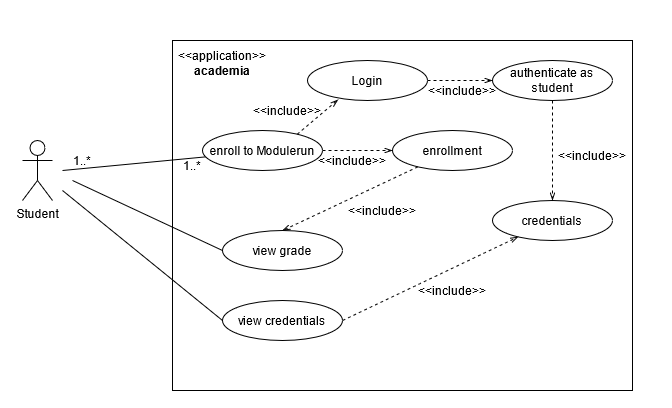 <<application>>
academia
Login
<<include>>
authenticate as
student
<<include>>
1..*
enroll to Modulerun
1..*
<<include>>
enrollment
<<include>>
Student
<<include>>
credentials
view grade
<<include>>
view credentials